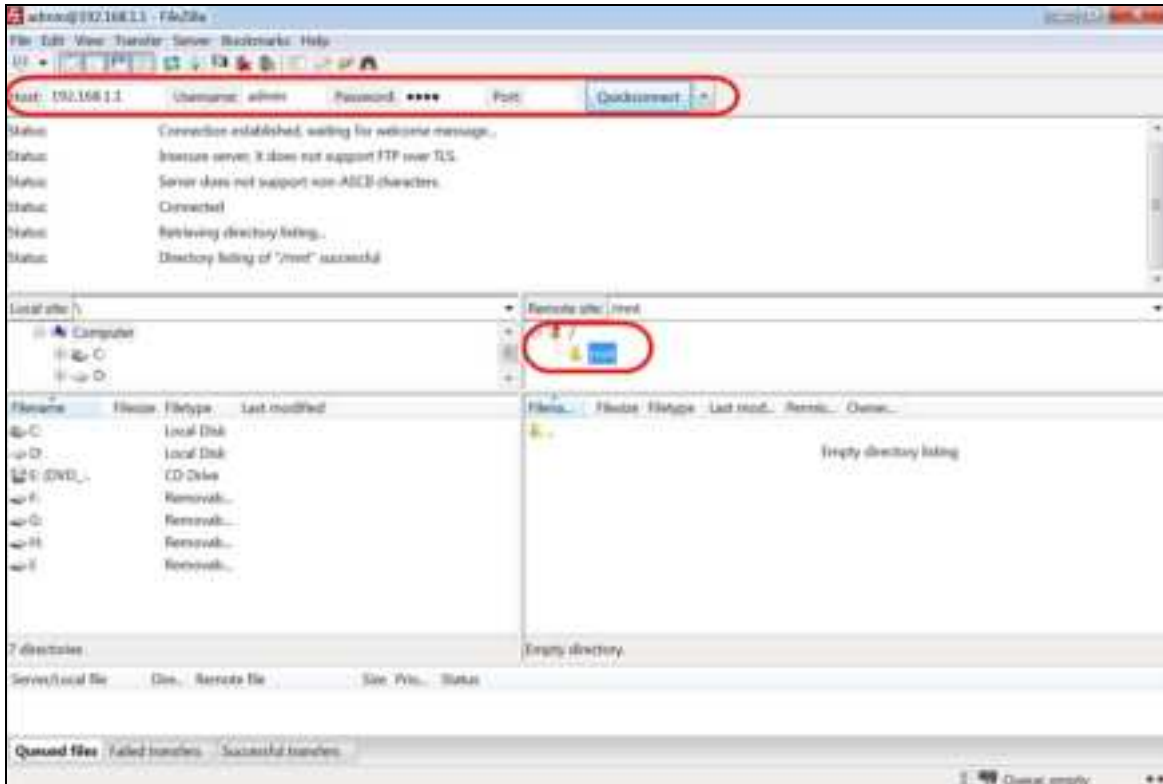 admin@192.168.1.1 - FileZilla
File Edit View Transfer Server Bookmarks Help
Host: 192.168.1.1 Username: admin Password: •••• Port: Quickconnect
Status: Connection established, waiting for welcome message...
Status: Insecure server, it does not support FTP over TLS.
Status: Server does not support non-ASCII characters.
Status: Connected
Status: Retrieving directory listing...
Status: Directory listing of "/mnt" successful
Local site: \ Remote site: /mnt
Computer /
C: mnt
D:
Filename Filesize Filetype Last modified Filena... Filesize Filetype Last mod... Permis... Owner...
C: Local Disk ..
D: Local Disk Empty directory listing
E: (DVD_... CD Drive
F: Removab...
G: Removab...
H: Removab...
I: Removab...
7 directories Empty directory.
Server/Local file Dire... Remote file Size Prio... Status
Queued files Failed transfers Successful transfers
Queue: empty